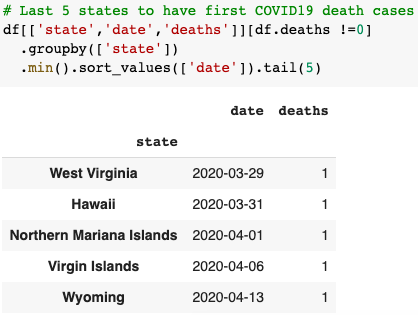 # Last 5 states to have first COVID19 death cases
df[['state','date','deaths']][df.deaths !=0]
.groupby(['state'])
.min().sort_values(['date']).tail(5)
date deaths
state
West Virginia 2020-03-29 1
Hawaii 2020-03-31 1
Northern Mariana Islands 2020-04-01 1
Virgin Islands 2020-04-06 1
Wyoming 2020-04-13 1